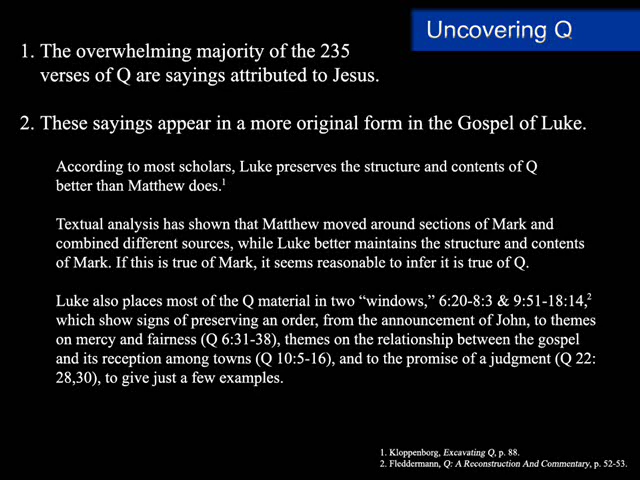 Uncovering Q
1. The overwhelming majority of the 235
verses of Q are sayings attributed to Jesus.
2. These sayings appear in a more original form in the Gospel of Luke.
According to most scholars, Luke preserves the structure and contents of Q
better than Matthew does.1
Textual analysis has shown that Matthew moved around sections of Mark and
combined different sources, while Luke better maintains the structure and contents
of Mark. If this is true of Mark, it seems reasonable to infer it is true of Q.
Luke also places most of the Q material in two “windows,” 6:20-8:3 & 9:51-18:14,2
which show signs of preserving an order, from the announcement of John, to themes
on mercy and fairness (Q 6:31-38), themes on the relationship between the gospel
and its reception among towns (Q 10:5-16), and to the promise of a judgment (Q 22:
28,30), to give just a few examples.
1. Kloppenborg, Excavating Q, p. 88.
2. Fleddermann, Q: A Reconstruction And Commentary, p. 52-53.